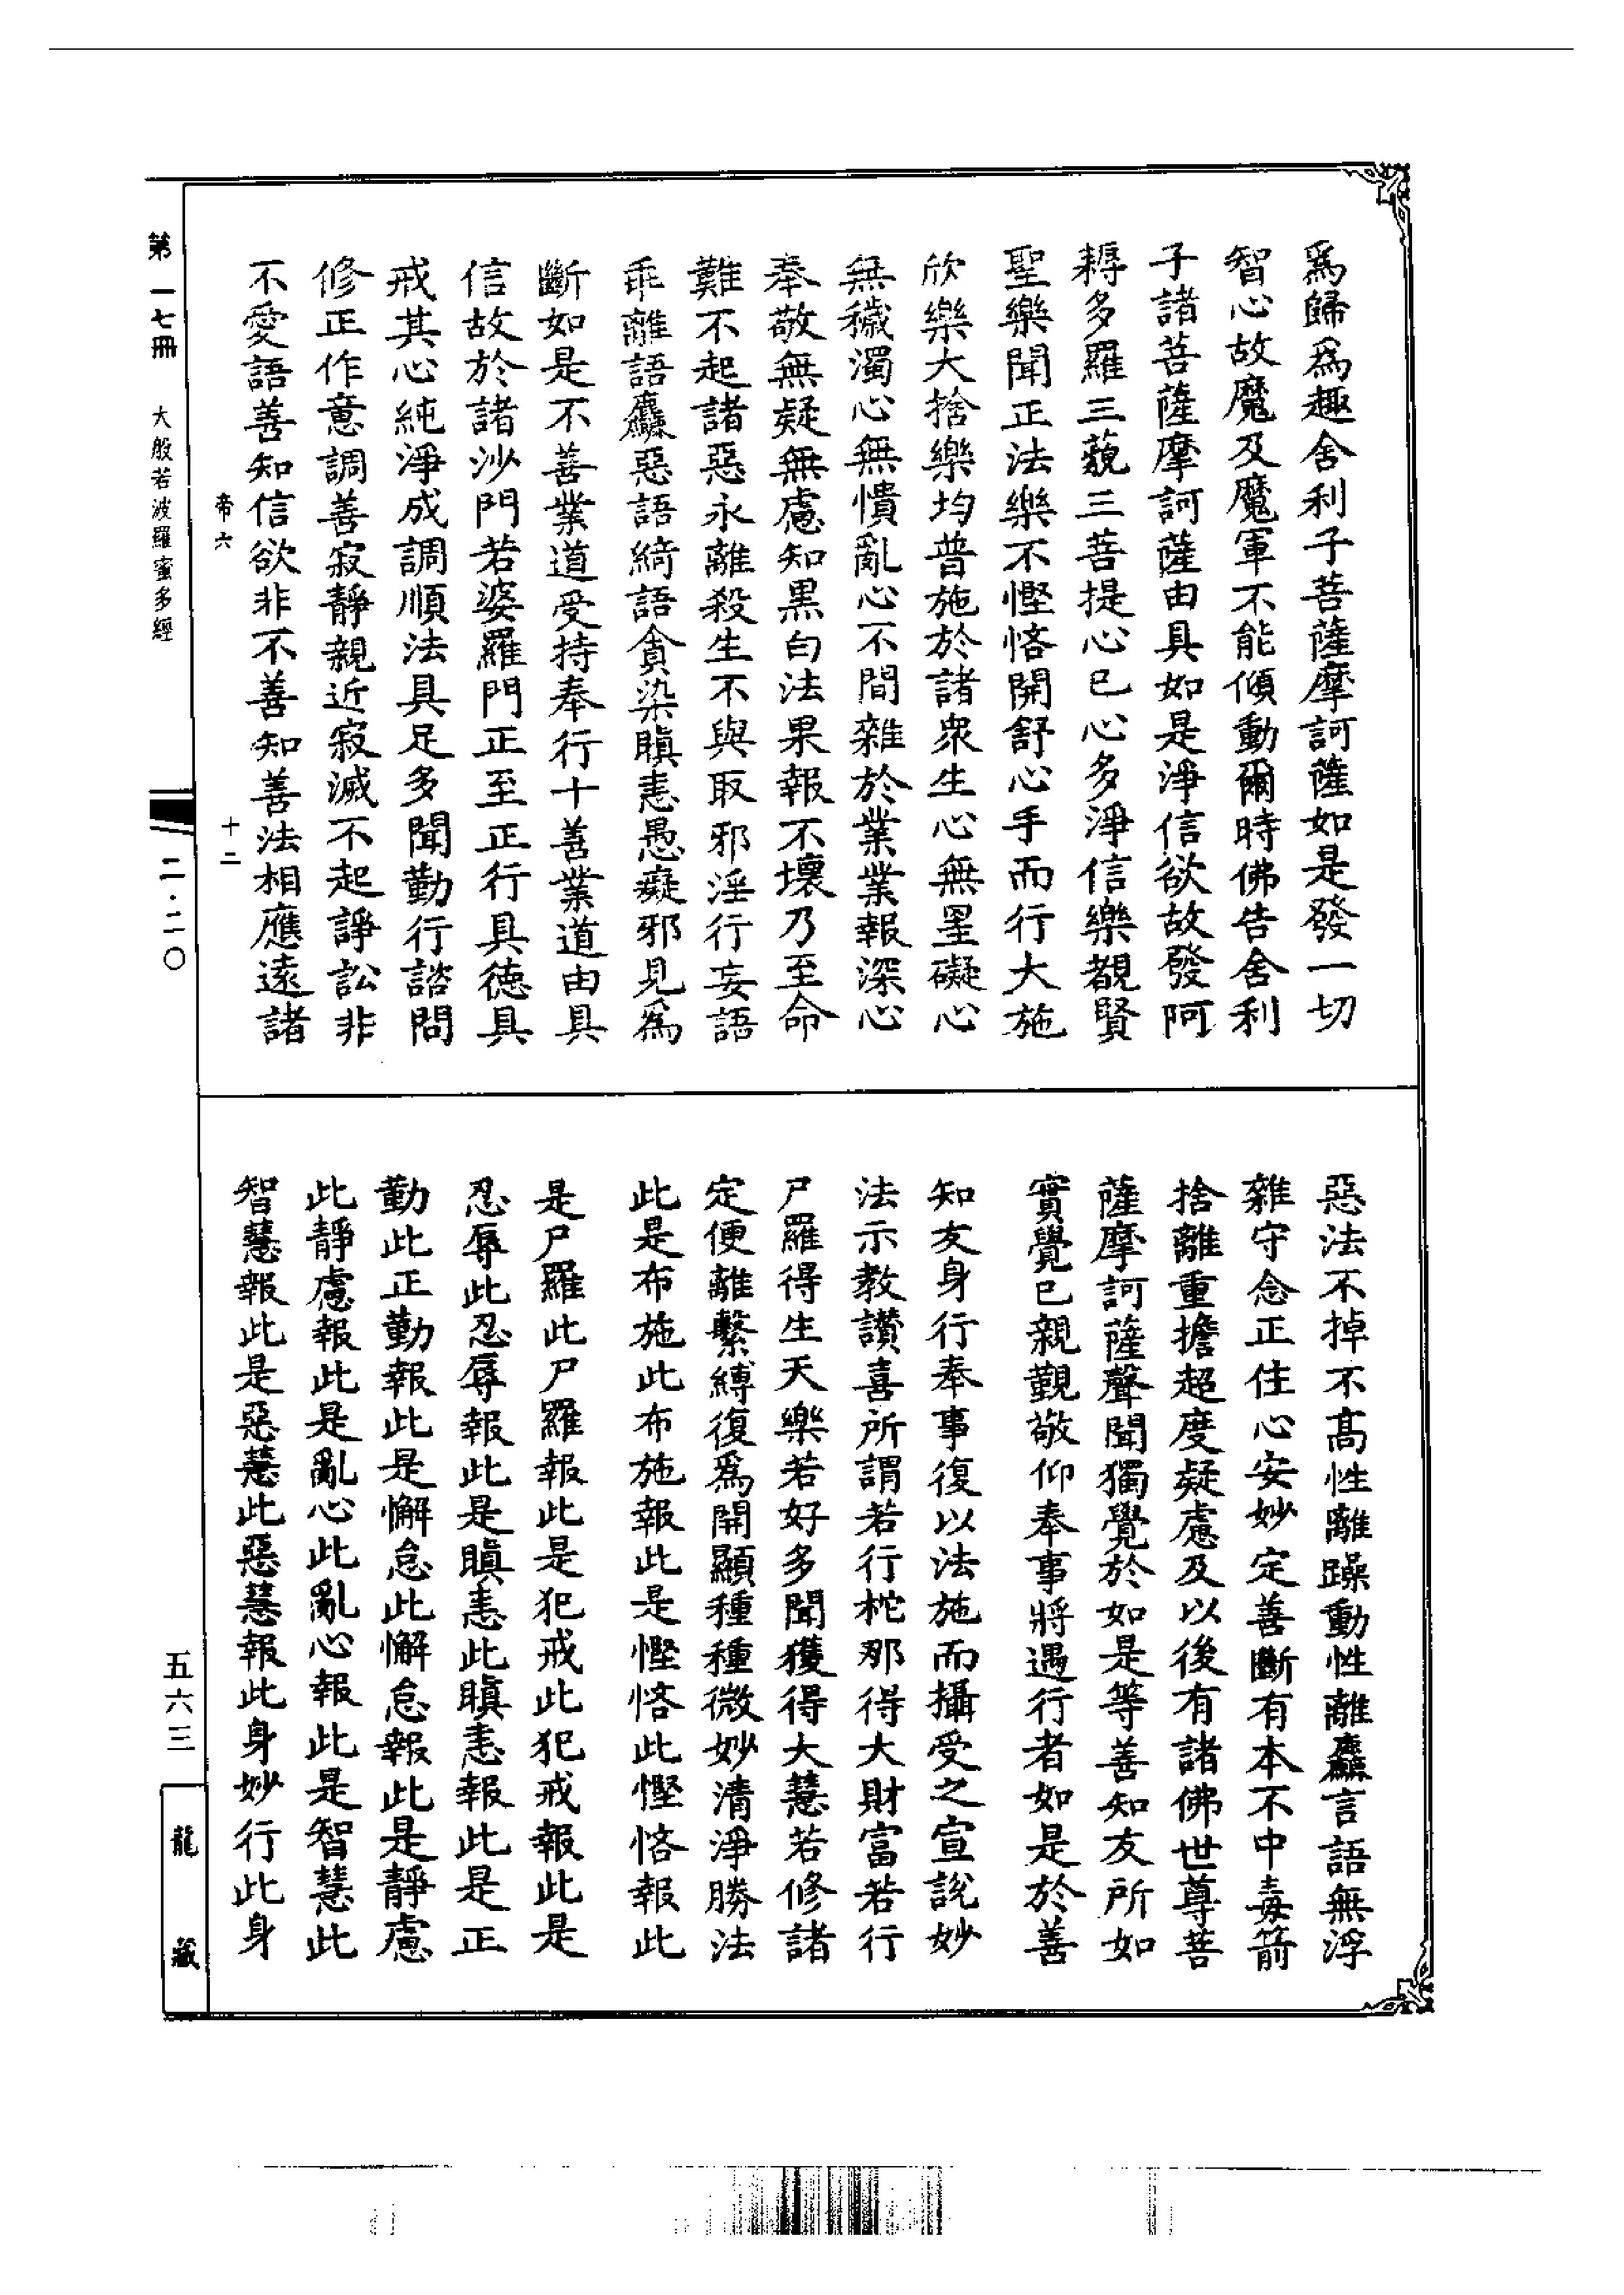 為歸為趣舍利子菩薩摩訶薩如是發一切
智心故魔及魔軍不能傾動爾時佛告舍利
子諸菩薩摩訶薩由具如是淨信欲故發阿
耨多羅三藐三菩提心已心多淨信樂覩賢
聖樂聞正法樂不慳悋開舒心手而行大施
欣樂大捨樂均普施於諸眾生心無罣礙心
無穢濁心無憒亂心不間雜於業業報深心
奉敬無疑無慮知黑白法果報不壞乃至命
難不起諸惡永離殺生不與取邪淫行妄語
乖離語麤惡語綺語貪染瞋恚愚癡邪見為
斷如是不善業道受持奉行十善業道由具
信故於諸沙門若婆羅門正至正行具德具
戒其心純淨成調順法具足多聞勤行諮問
修正作意調善寂靜親近寂滅不起諍訟非
不愛語善知信欲非不善知善法相應遠諸
帝六
十二
惡法不掉不高性離躁動性離麤言語無浮
雜守念正住心安妙定善斷有本不中毒箭
捨離重擔超度疑慮及以後有諸佛世尊菩
薩摩訶薩聲聞獨覺於如是等善知友所如
實覺已親覲敬仰奉事將遇行者如是於善
知友身行奉事復以法施而攝受之宣說妙
法示教讚喜所謂若行柁那得大財富若行
尸羅得生天樂若好多聞獲得大慧若修諸
定便離繫縛復為開顯種種微妙清淨勝法
此是布施此布施報此是慳悋此慳悋報此
是尸羅此尸羅報此是犯戒此犯戒報此是
忍辱此忍辱報此是瞋恚此瞋恚報此是正
勤此正勤報此是懈怠此懈怠報此是靜慮
此靜慮報此是亂心此亂心報此是智慧此
智慧報此是惡慧此惡慧報此身妙行此身
第一七冊 大般若波羅蜜多經
二·二〇
五六三
龍藏